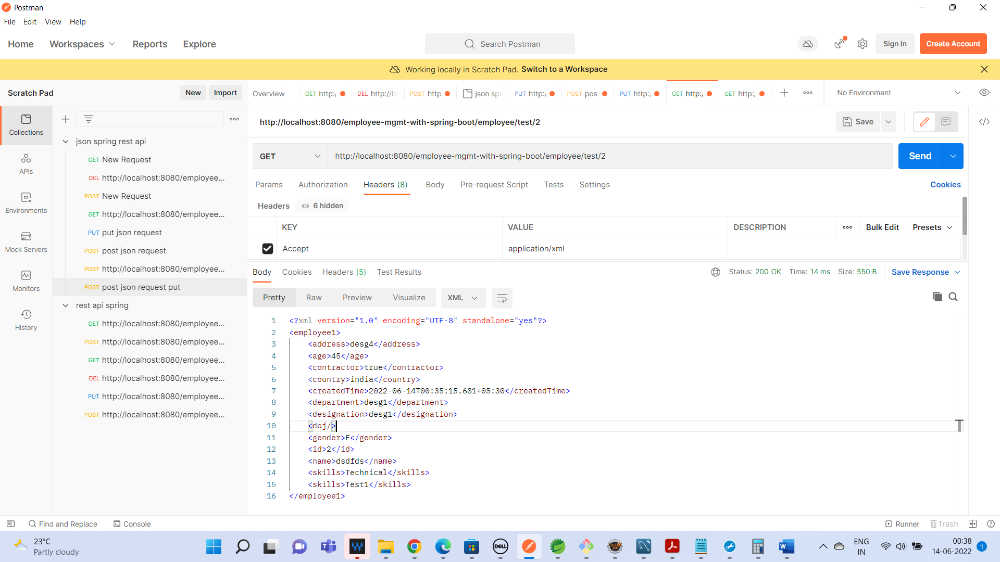 Postman
File Edit View Help
Home Workspaces Reports Explore
Search Postman
Sign In Create Account
Working locally in Scratch Pad. Switch to a Workspace
Scratch Pad New Import
Overview GET http:/ DEL http://lo POST http json spr PUT http:/ POST pos PUT http:/ GET http:/ GET http:/ No Environment
Collections
APIs
Environments
Mock Servers
Monitors
History
json spring rest api
GET New Request
DEL http://localhost:8080/employee...
POST New Request
GET http://localhost:8080/employee...
PUT put json request
POST post json request
POST http://localhost:8080/employee...
POST post json request put
rest api spring
GET http://localhost:8080/employee...
POST http://localhost:8080/employee...
GET http://localhost:8080/employee...
DEL http://localhost:8080/employee...
PUT http://localhost:8080/employee...
POST http://localhost:8080/employee...
http://localhost:8080/employee-mgmt-with-spring-boot/employee/test/2
Save
GET http://localhost:8080/employee-mgmt-with-spring-boot/employee/test/2 Send
Params Authorization Headers (8) Body Pre-request Script Tests Settings Cookies
Headers 6 hidden
KEY VALUE DESCRIPTION Bulk Edit Presets
Accept application/xml
Body Cookies Headers (5) Test Results Status: 200 OK Time: 14 ms Size: 550 B Save Response
Pretty Raw Preview Visualize XML
1 <?xml version="1.0" encoding="UTF-8" standalone="yes"?>
2 <employee1>
3 <address>desg4</address>
4 <age>45</age>
5 <contractor>true</contractor>
6 <country>india</country>
7 <createdTime>2022-06-14T00:35:15.681+05:30</createdTime>
8 <department>desg1</department>
9 <designation>desg1</designation>
10 <doj/>
11 <gender>F</gender>
12 <id>2</id>
13 <name>dsdfds</name>
14 <skills>Technical</skills>
15 <skills>Test1</skills>
16 </employee1>
Find and Replace Console Runner Trash
23°C
Partly cloudy
DELL
ENG
IN
00:38
14-06-2022
1